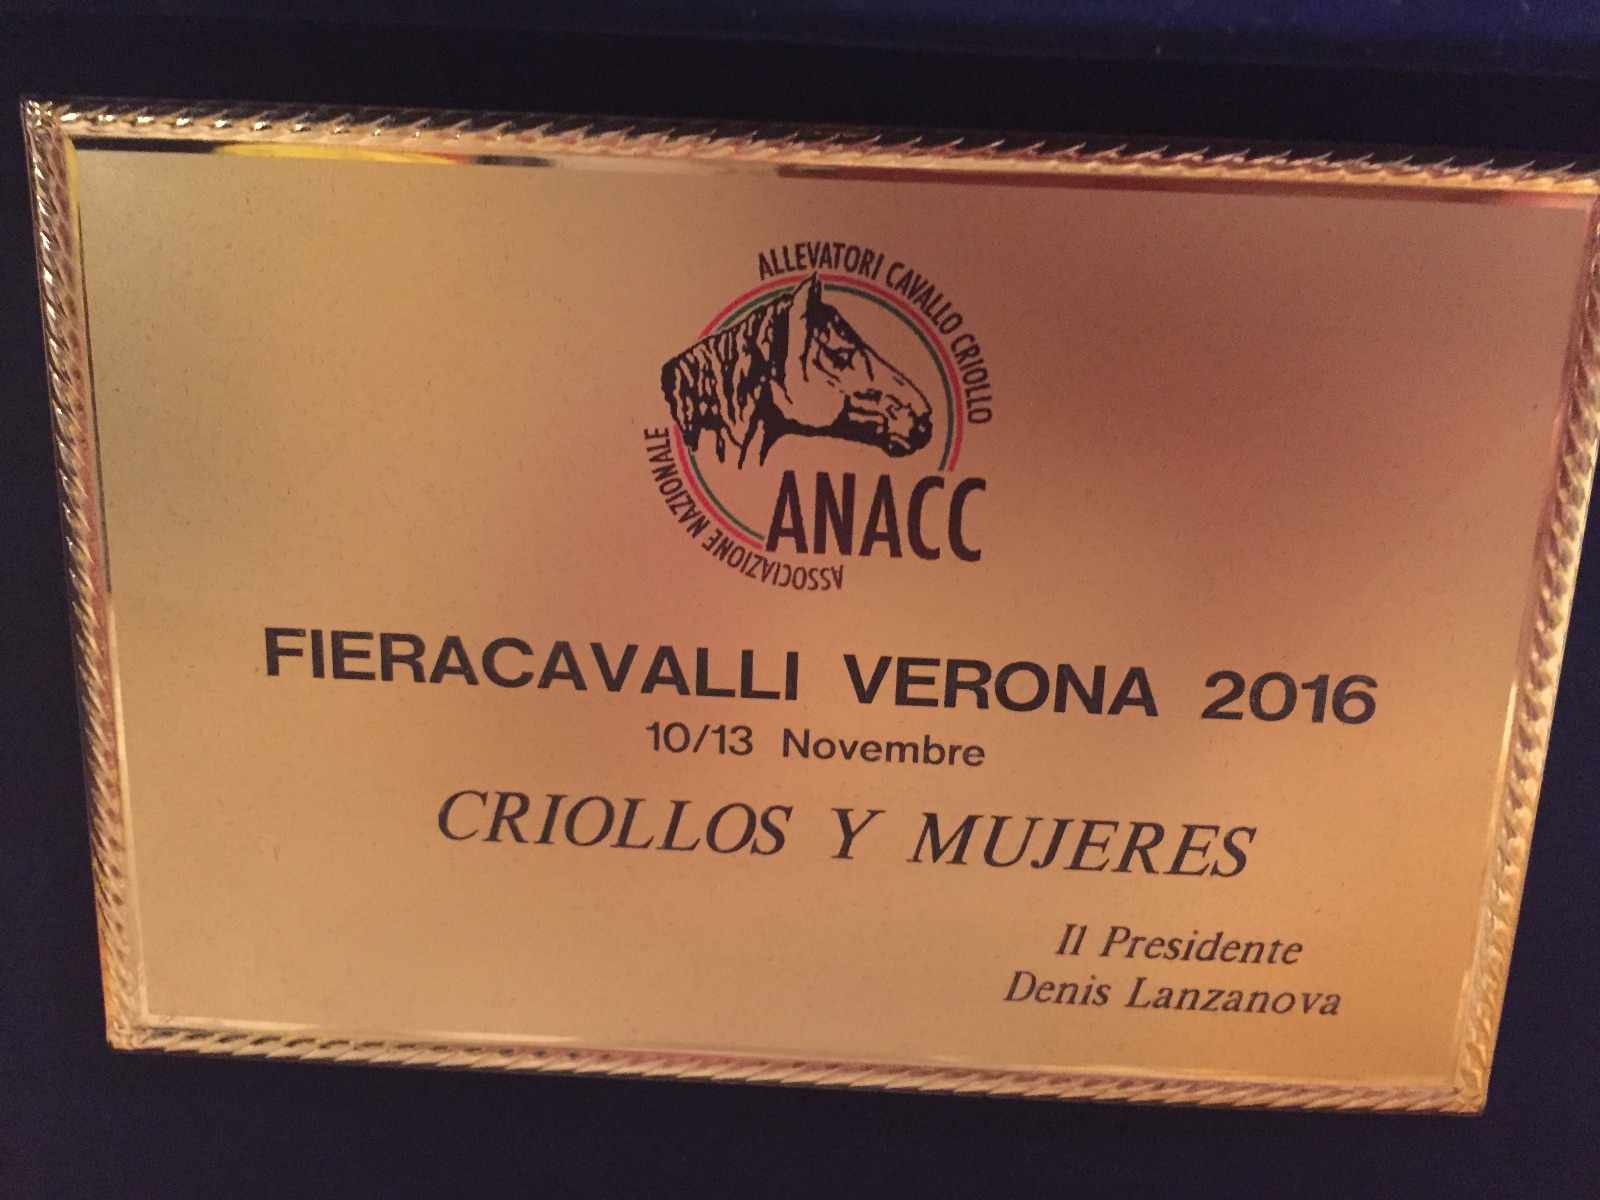 ASSOCIAZIONE NAZIONALE
ALLEVATORI CAVALLO CRIOLLO
ANACC
FIERACAVALLI VERONA 2016
10/13 Novembre
CRIOLLOS Y MUJERES
Il Presidente
Denis Lanzanova